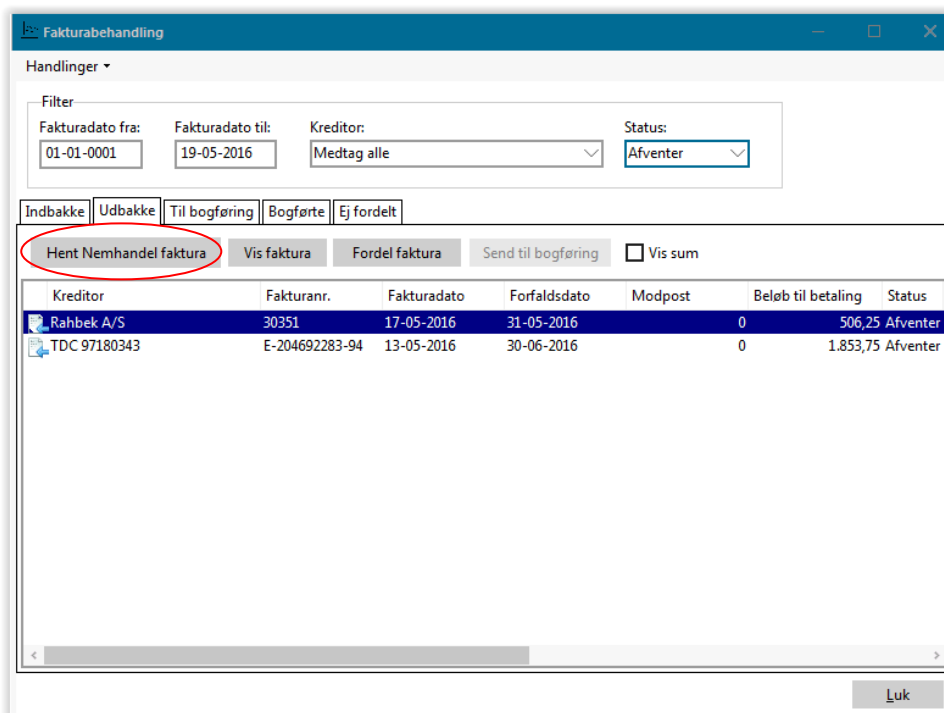 Fakturabehandling
Handlinger
Filter
Fakturadato fra: Fakturadato til: Kreditor: Status:
01-01-0001 19-05-2016 Medtag alle Afventer
Indbakke Udbakke Til bogføring Bogførte Ej fordelt
Hent Nemhandel faktura Vis faktura Fordel faktura Send til bogføring Vis sum
Kreditor Fakturanr. Fakturadato Forfaldsdato Modpost Beløb til betaling Status
Rahbek A/S 30351 17-05-2016 31-05-2016 0 506,25 Afventer
TDC 97180343 E-204692283-94 13-05-2016 30-06-2016 0 1.853,75 Afventer
Luk